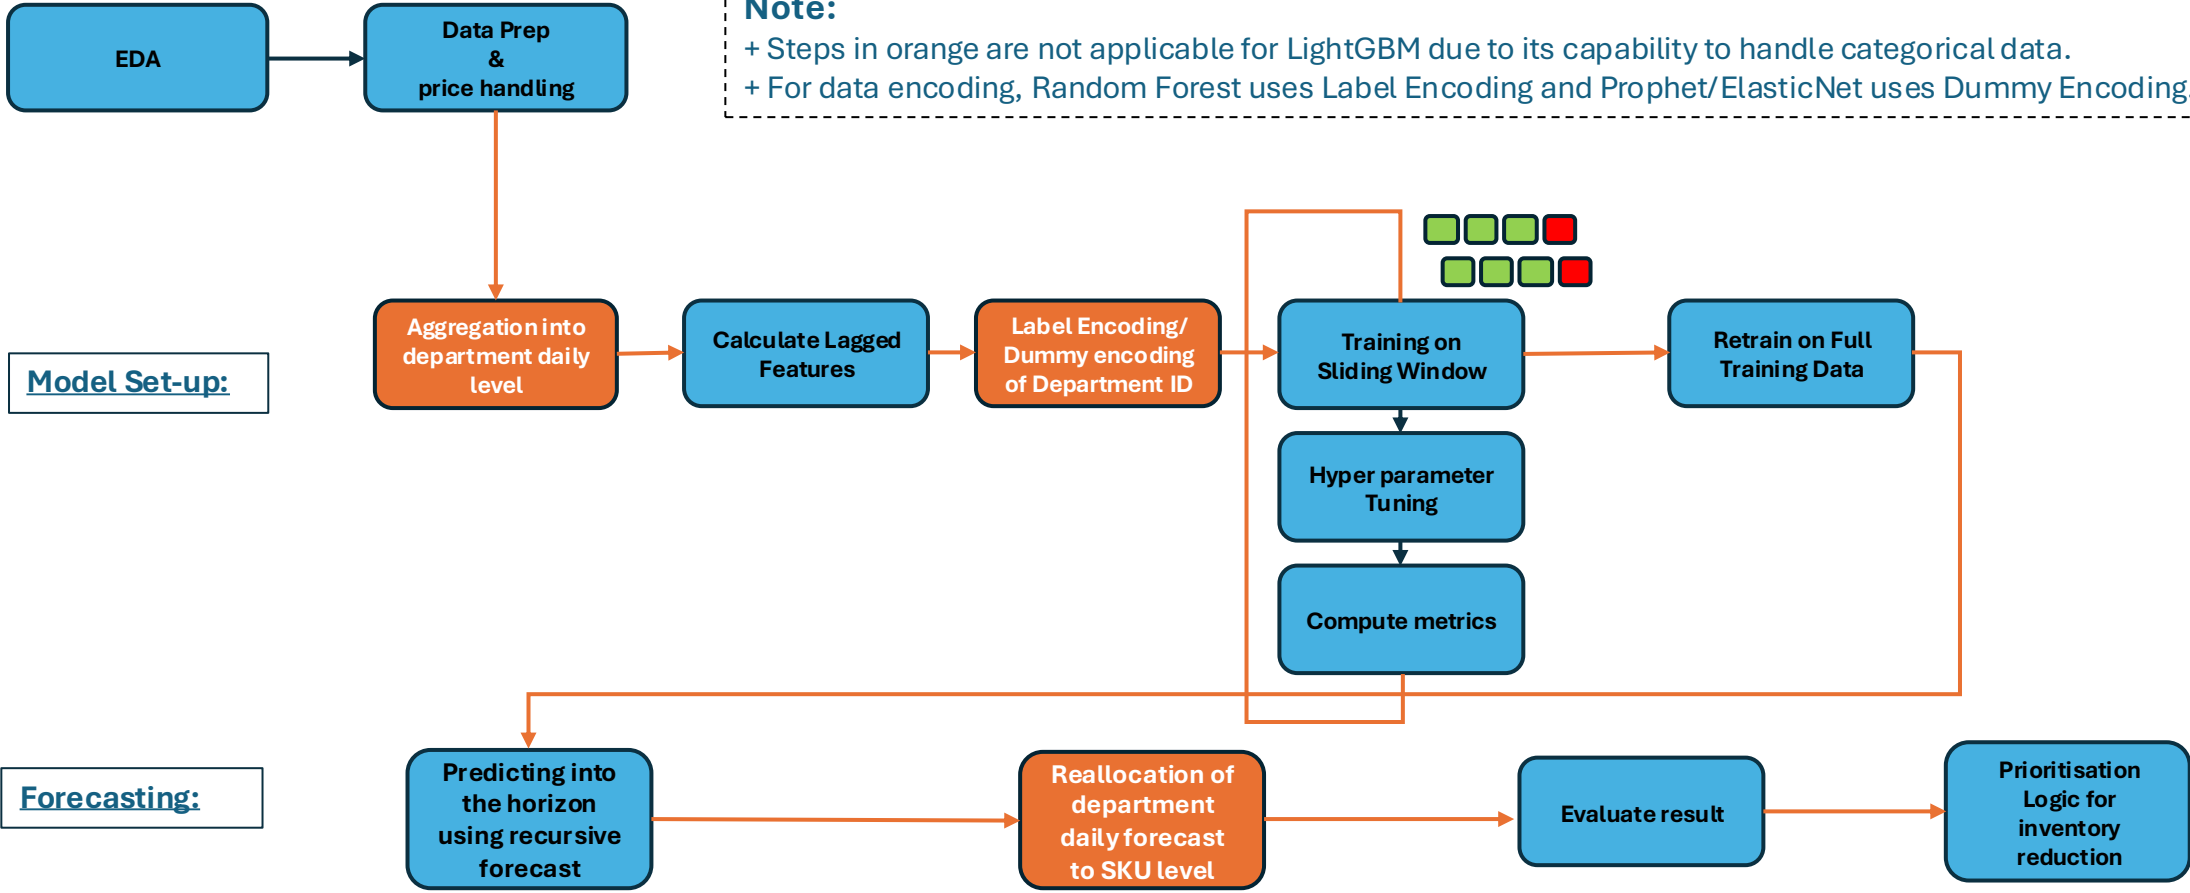 EDA
Data Prep
&
price handling
Note:
+ Steps in orange are not applicable for LightGBM due to its capability to handle categorical data.
+ For data encoding, Random Forest uses Label Encoding and Prophet/ElasticNet uses Dummy Encoding.
Model Set-up:
Aggregation into
department daily
level
Calculate Lagged
Features
Label Encoding/
Dummy encoding
of Department ID
Training on
Sliding Window
Retrain on Full
Training Data
Hyper parameter
Tuning
Compute metrics
Forecasting:
Predicting into
the horizon
using recursive
forecast
Reallocation of
department
daily forecast
to SKU level
Evaluate result
Prioritisation
Logic for
inventory
reduction